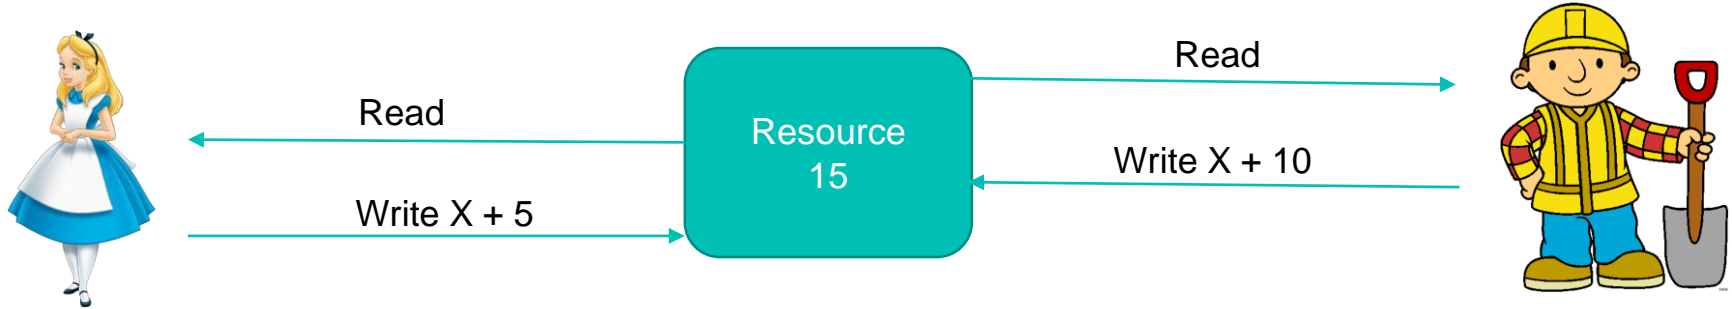 Read
Write X + 5
Resource
15
Read
Write X + 10